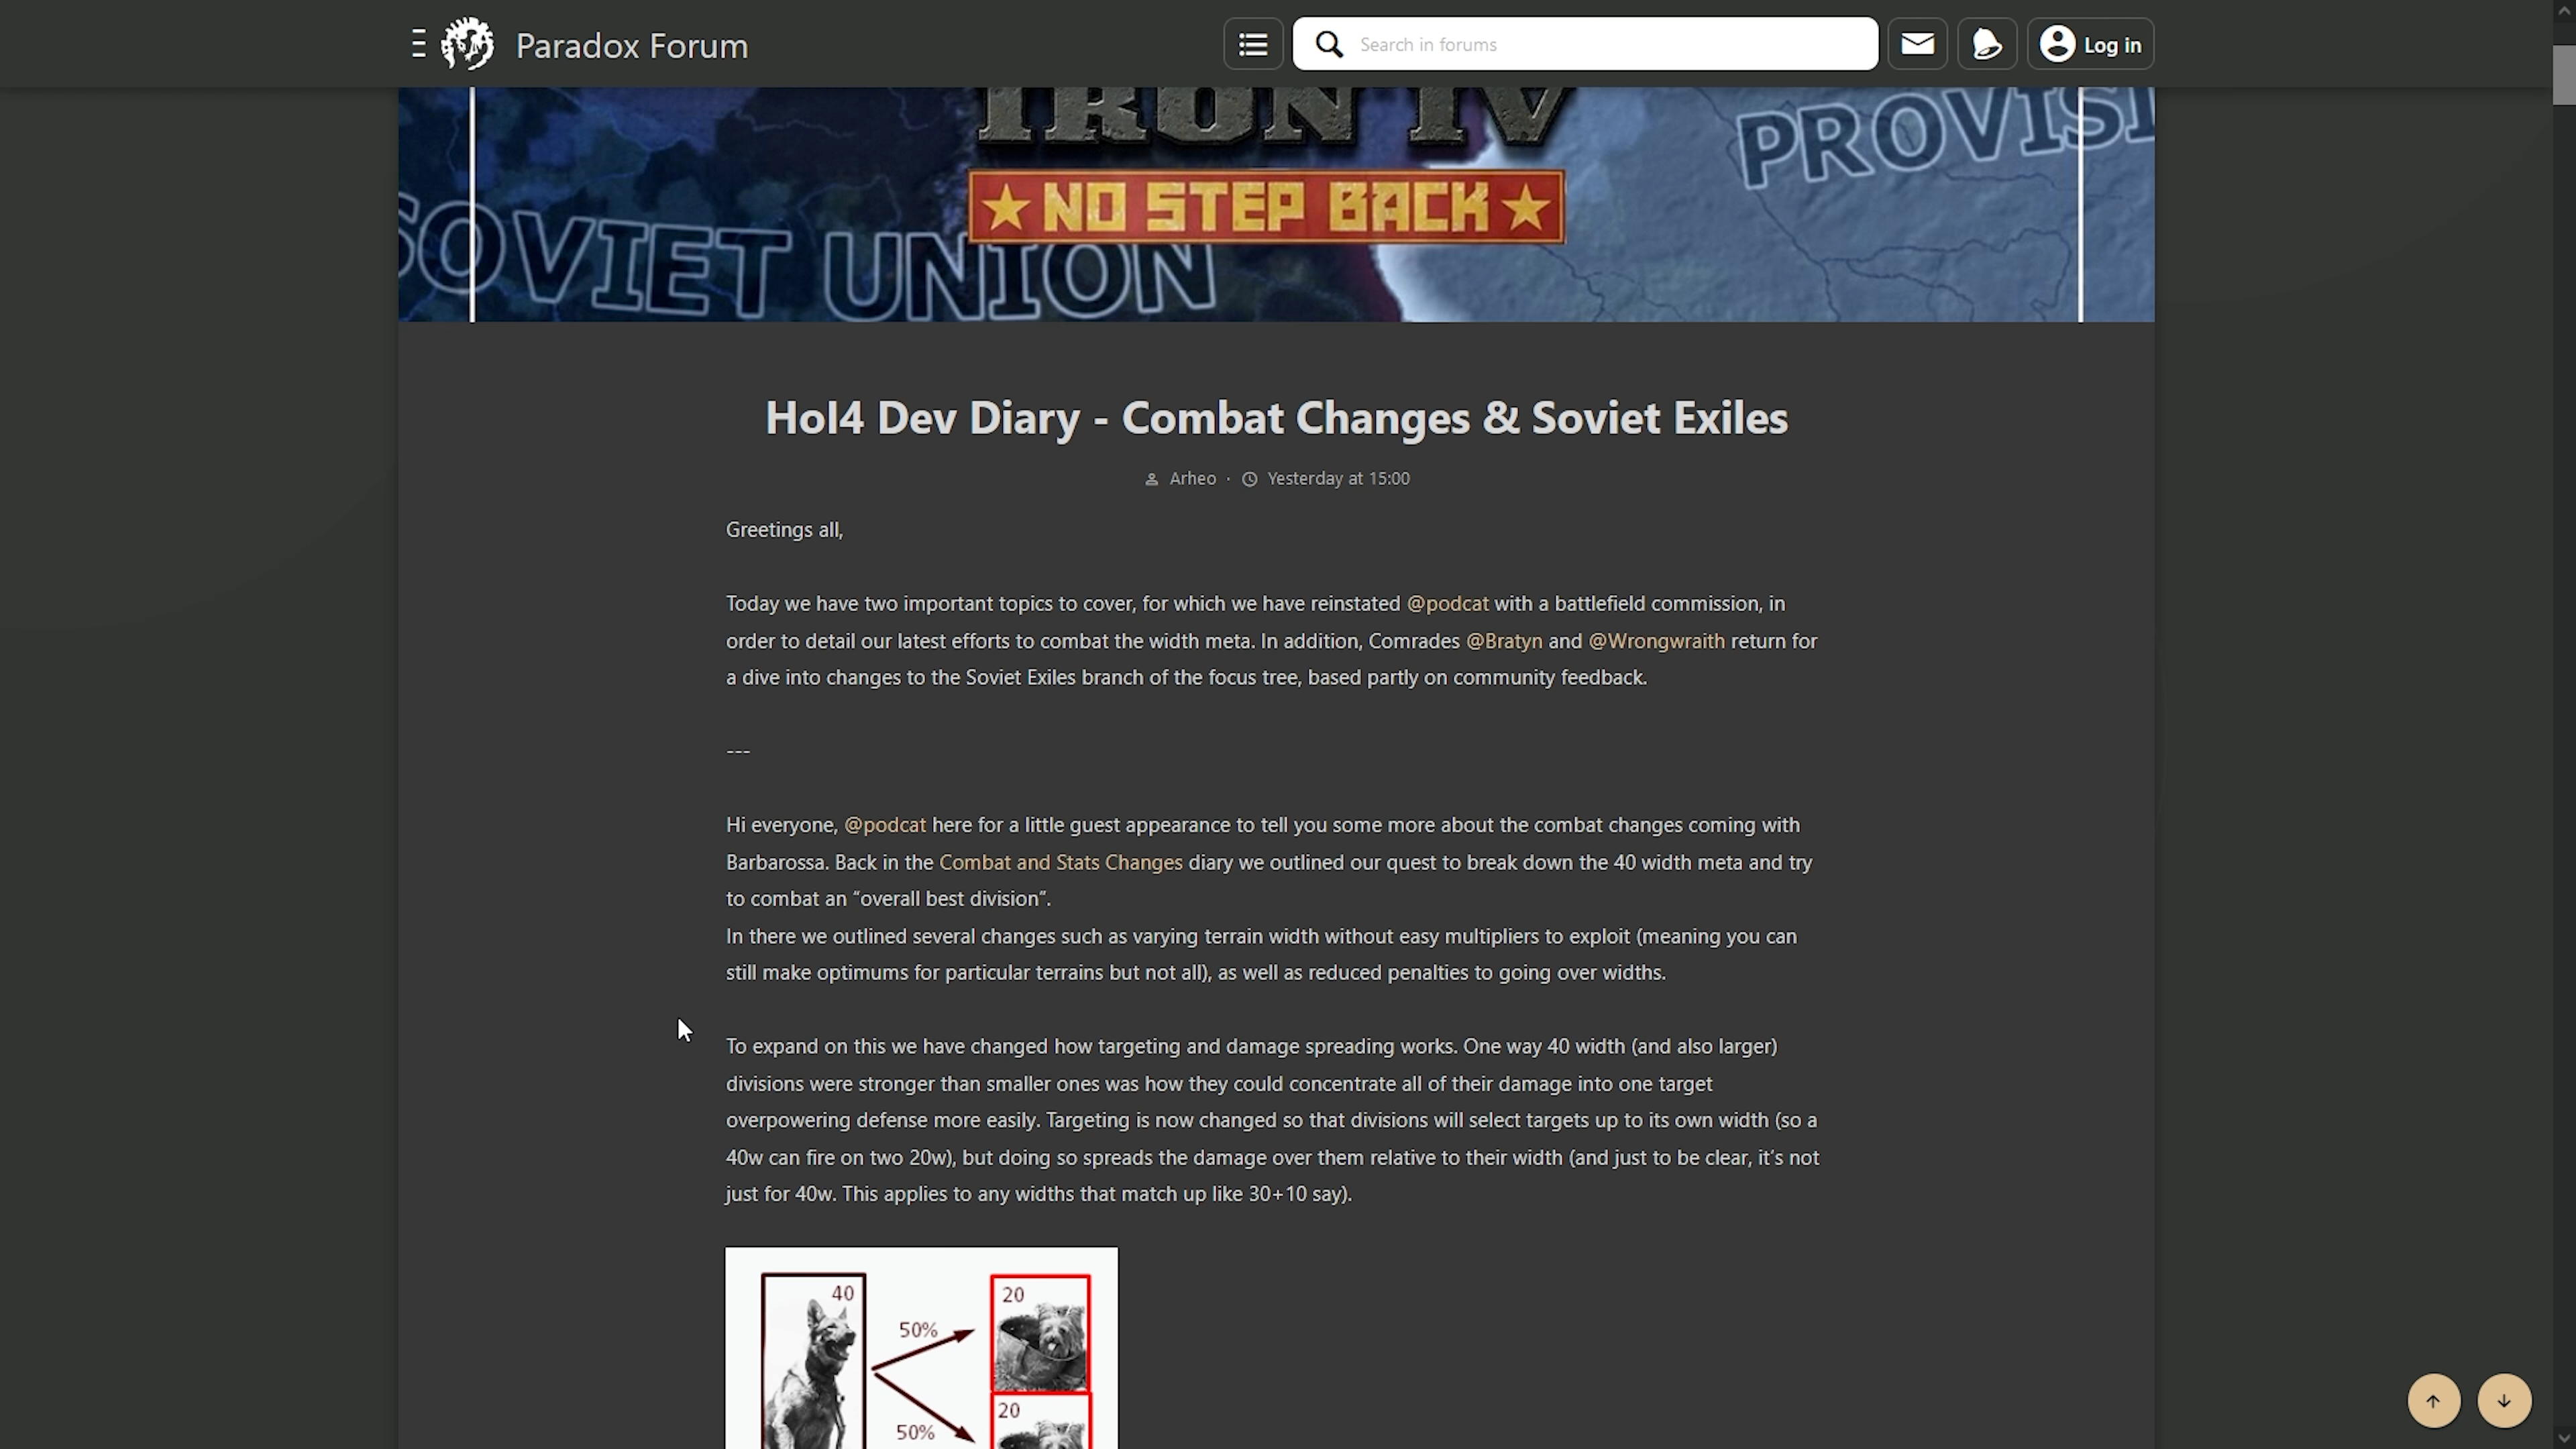 Paradox Forum
Search in forums
Log in
IRON IV
PROVISI
NO STEP BACK
SOVIET UNION
HoI4 Dev Diary - Combat Changes & Soviet Exiles
Arheo · Yesterday at 15:00
Greetings all,
Today we have two important topics to cover, for which we have reinstated @podcat with a battlefield commission, in
order to detail our latest efforts to combat the width meta. In addition, Comrades @Bratyn and @Wrongwraith return for
a dive into changes to the Soviet Exiles branch of the focus tree, based partly on community feedback.
---
Hi everyone, @podcat here for a little guest appearance to tell you some more about the combat changes coming with
Barbarossa. Back in the Combat and Stats Changes diary we outlined our quest to break down the 40 width meta and try
to combat an “overall best division”.
In there we outlined several changes such as varying terrain width without easy multipliers to exploit (meaning you can
still make optimums for particular terrains but not all), as well as reduced penalties to going over widths.
To expand on this we have changed how targeting and damage spreading works. One way 40 width (and also larger)
divisions were stronger than smaller ones was how they could concentrate all of their damage into one target
overpowering defense more easily. Targeting is now changed so that divisions will select targets up to its own width (so a
40w can fire on two 20w), but doing so spreads the damage over them relative to their width (and just to be clear, it’s not
just for 40w. This applies to any widths that match up like 30+10 say).
40
20
50%
20
50%